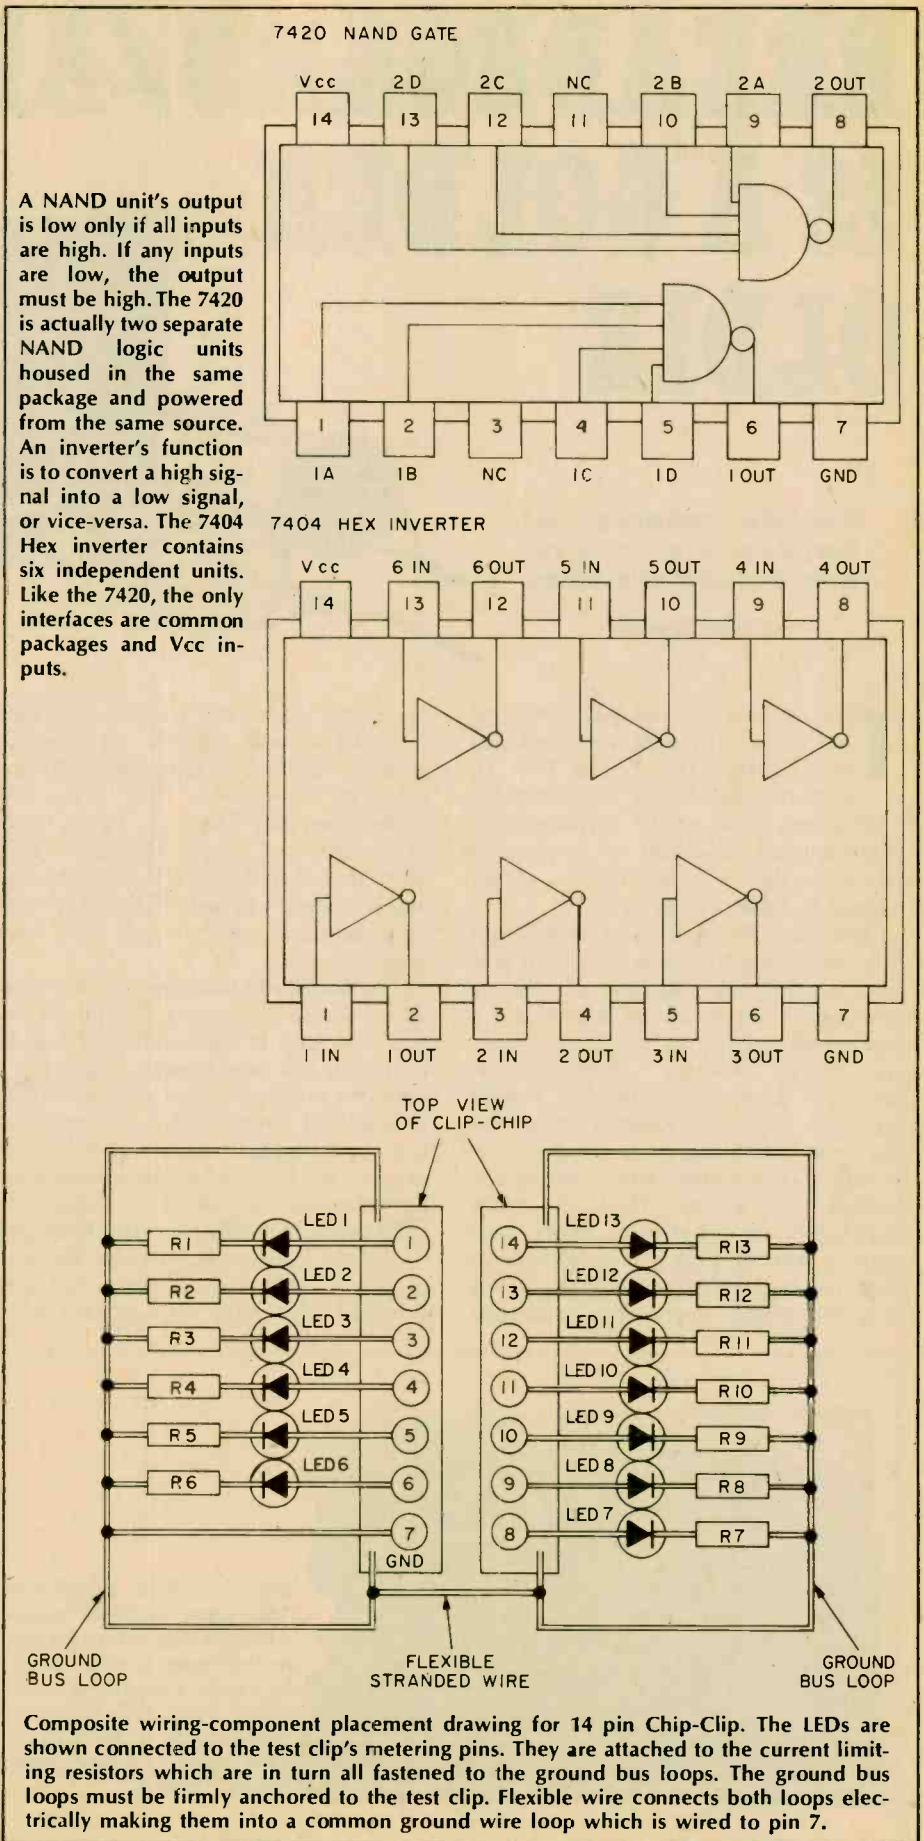 7420 NAND GATE
Vcc 2D 2C NC 2B 2A 2 OUT
14 13 12 11 10 9 8
A NAND unit's output
is low only if all inputs
are high. If any inputs
are low, the output
must be high. The 7420
is actually two separate
NAND logic units
housed in the same
package and powered
from the same source.
An inverter's function
is to convert a high sig-
nal into a low signal,
or vice-versa. The 7404
Hex inverter contains
six independent units.
Like the 7420, the only
interfaces are common
packages and Vcc in-
puts.
1 2 3 4 5 6 7
1A 1B NC 1C 1D 1 OUT GND
7404 HEX INVERTER
Vcc 6 IN 6 OUT 5 IN 5 OUT 4 IN 4 OUT
14 13 12 11 10 9 8
1 2 3 4 5 6 7
1 IN 1 OUT 2 IN 2 OUT 3 IN 3 OUT GND
TOP VIEW
OF CLIP-CHIP
R1 LED 1 1 14 LED 13 R13
R2 LED 2 2 13 LED 12 R12
R3 LED 3 3 12 LED 11 R11
R4 LED 4 4 11 LED 10 R10
R5 LED 5 5 10 LED 9 R9
R6 LED 6 6 9 LED 8 R8
7 8 LED 7 R7
GND
GROUND
BUS LOOP
FLEXIBLE
STRANDED WIRE
GROUND
BUS LOOP
Composite wiring-component placement drawing for 14 pin Chip-Clip. The LEDs are
shown connected to the test clip's metering pins. They are attached to the current limit-
ing resistors which are in turn all fastened to the ground bus loops. The ground bus
loops must be firmly anchored to the test clip. Flexible wire connects both loops elec-
trically making them into a common ground wire loop which is wired to pin 7.